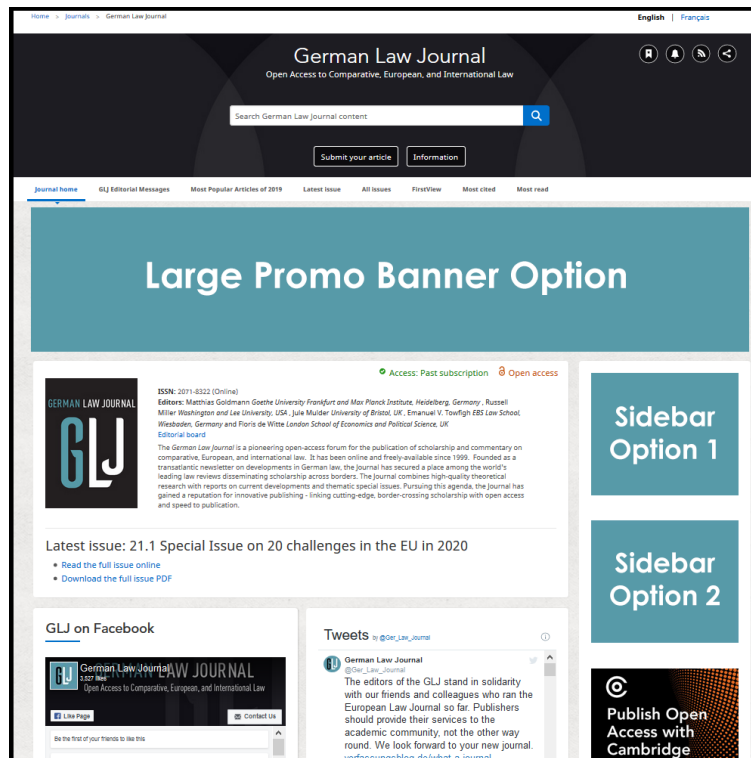 Home > Journals > German Law Journal
English | Français
German Law Journal
Open Access to Comparative, European, and International Law
Search German Law Journal content
Submit your article Information
Journal home GLJ Editorial Messages Most Popular Articles of 2019 Latest issue All issues FirstView Most cited Most read
Large Promo Banner Option
Access: Past subscription Open access
GERMAN LAW JOURNAL
GLJ
ISSN: 2071-8322 (Online)
Editors: Matthias Goldmann Goethe University Frankfurt and Max Planck Institute, Heidelberg, Germany , Russell
Miller Washington and Lee University, USA , Jule Mulder University of Bristol, UK , Emanuel V. Towfigh EBS Law School,
Wiesbaden, Germany and Floris de Witte London School of Economics and Political Science, UK
Editorial board
The German Law Journal is a pioneering open-access forum for the publication of scholarship and commentary on
comparative, European, and international law. It has been online and freely-available since 1999. Founded as a
transatlantic newsletter on developments in German law, the Journal has secured a place among the world's
leading law reviews disseminating scholarship across borders. The Journal combines high-quality theoretical
research with reports on current developments and thematic special issues. Pursuing this agenda, the Journal has
gained a reputation for innovative publishing - linking cutting-edge, border-crossing scholarship with open access
and speed to publication.
Latest issue: 21.1 Special Issue on 20 challenges in the EU in 2020
Read the full issue online
Download the full issue PDF
Sidebar
Option 1
Sidebar
Option 2
GLJ on Facebook
GLJ
German Law Journal
GERMAN LAW JOURNAL
3,527 likes
Open Access to Comparative, European, and International Law
Like Page Contact Us
Be the first of your friends to like this
Tweets by @Ger_Law_Journal
German Law Journal
@Ger_Law_Journal
The editors of the GLJ stand in solidarity
with our friends and colleagues who ran the
European Law Journal so far. Publishers
should provide their services to the
academic community, not the other way
round. We look forward to your new journal.
verfassungsblog.de/what-a-journal
Publish Open
Access with
Cambridge